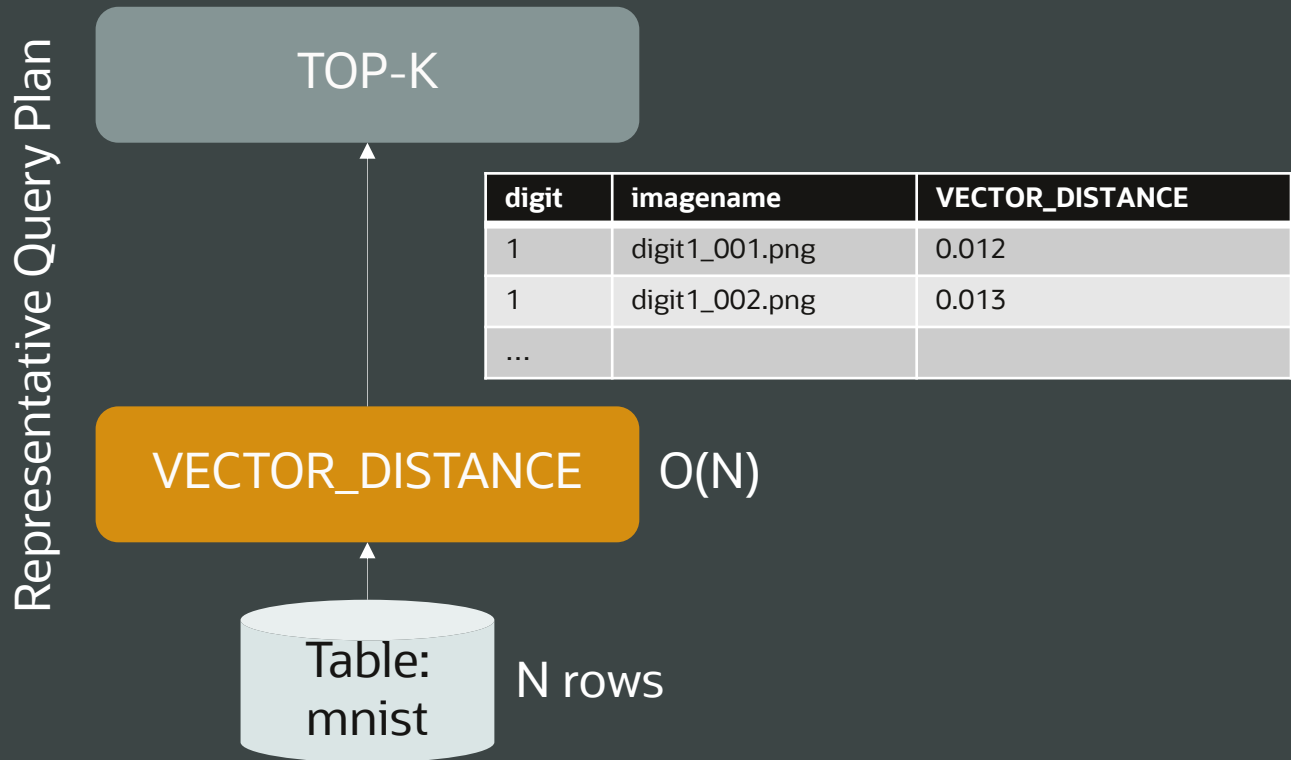 Representative Query Plan
TOP-K
digit imagename VECTOR_DISTANCE
1 digit1_001.png 0.012
1 digit1_002.png 0.013
...
VECTOR_DISTANCE O(N)
Table:
mnist
N rows